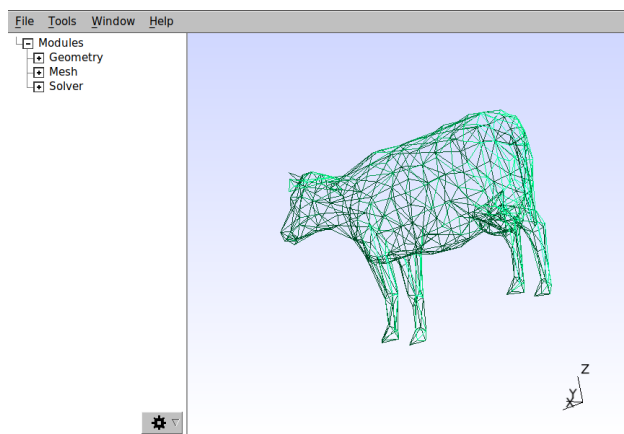 File Tools Window Help
Modules
Geometry
Mesh
Solver
Z
Y
X